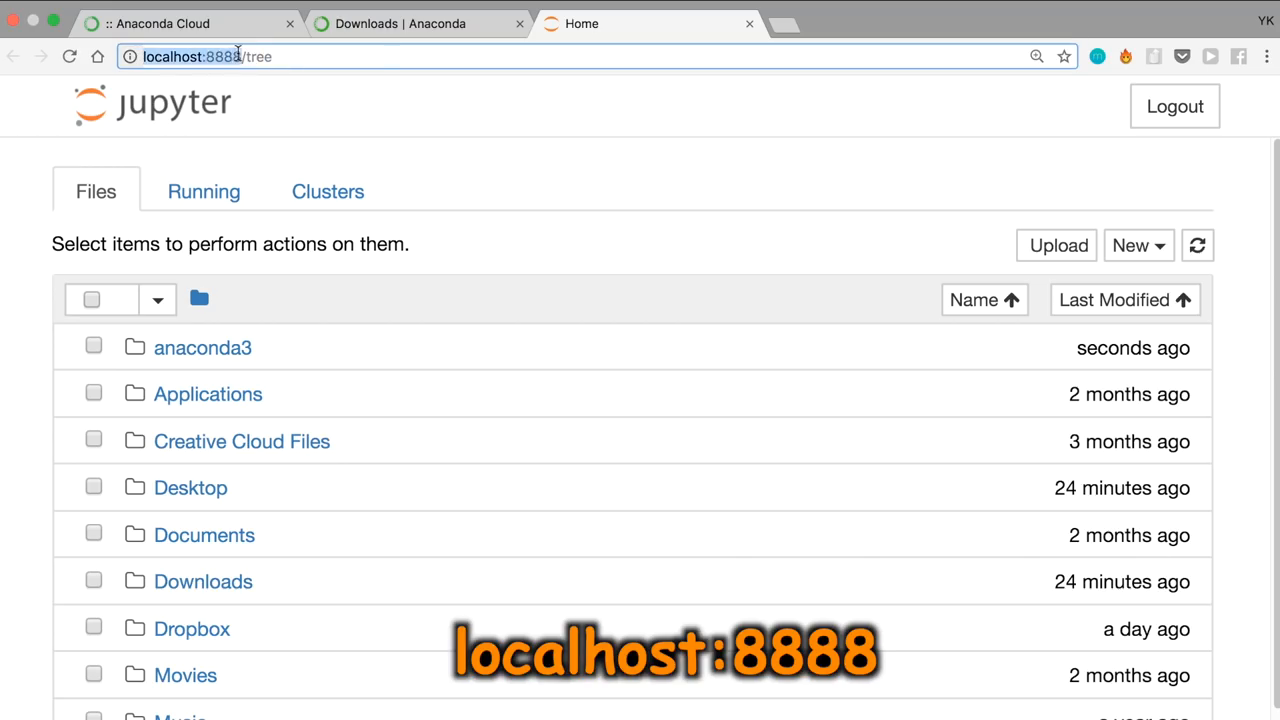 :: Anaconda Cloud
Downloads | Anaconda
Home
YK
localhost:8888/tree
jupyter
Logout
Files
Running
Clusters
Select items to perform actions on them.
Upload
New
Name
Last Modified
anaconda3
seconds ago
Applications
2 months ago
Creative Cloud Files
3 months ago
Desktop
24 minutes ago
Documents
2 months ago
Downloads
24 minutes ago
Dropbox
a day ago
Movies
2 months ago
localhost:8888